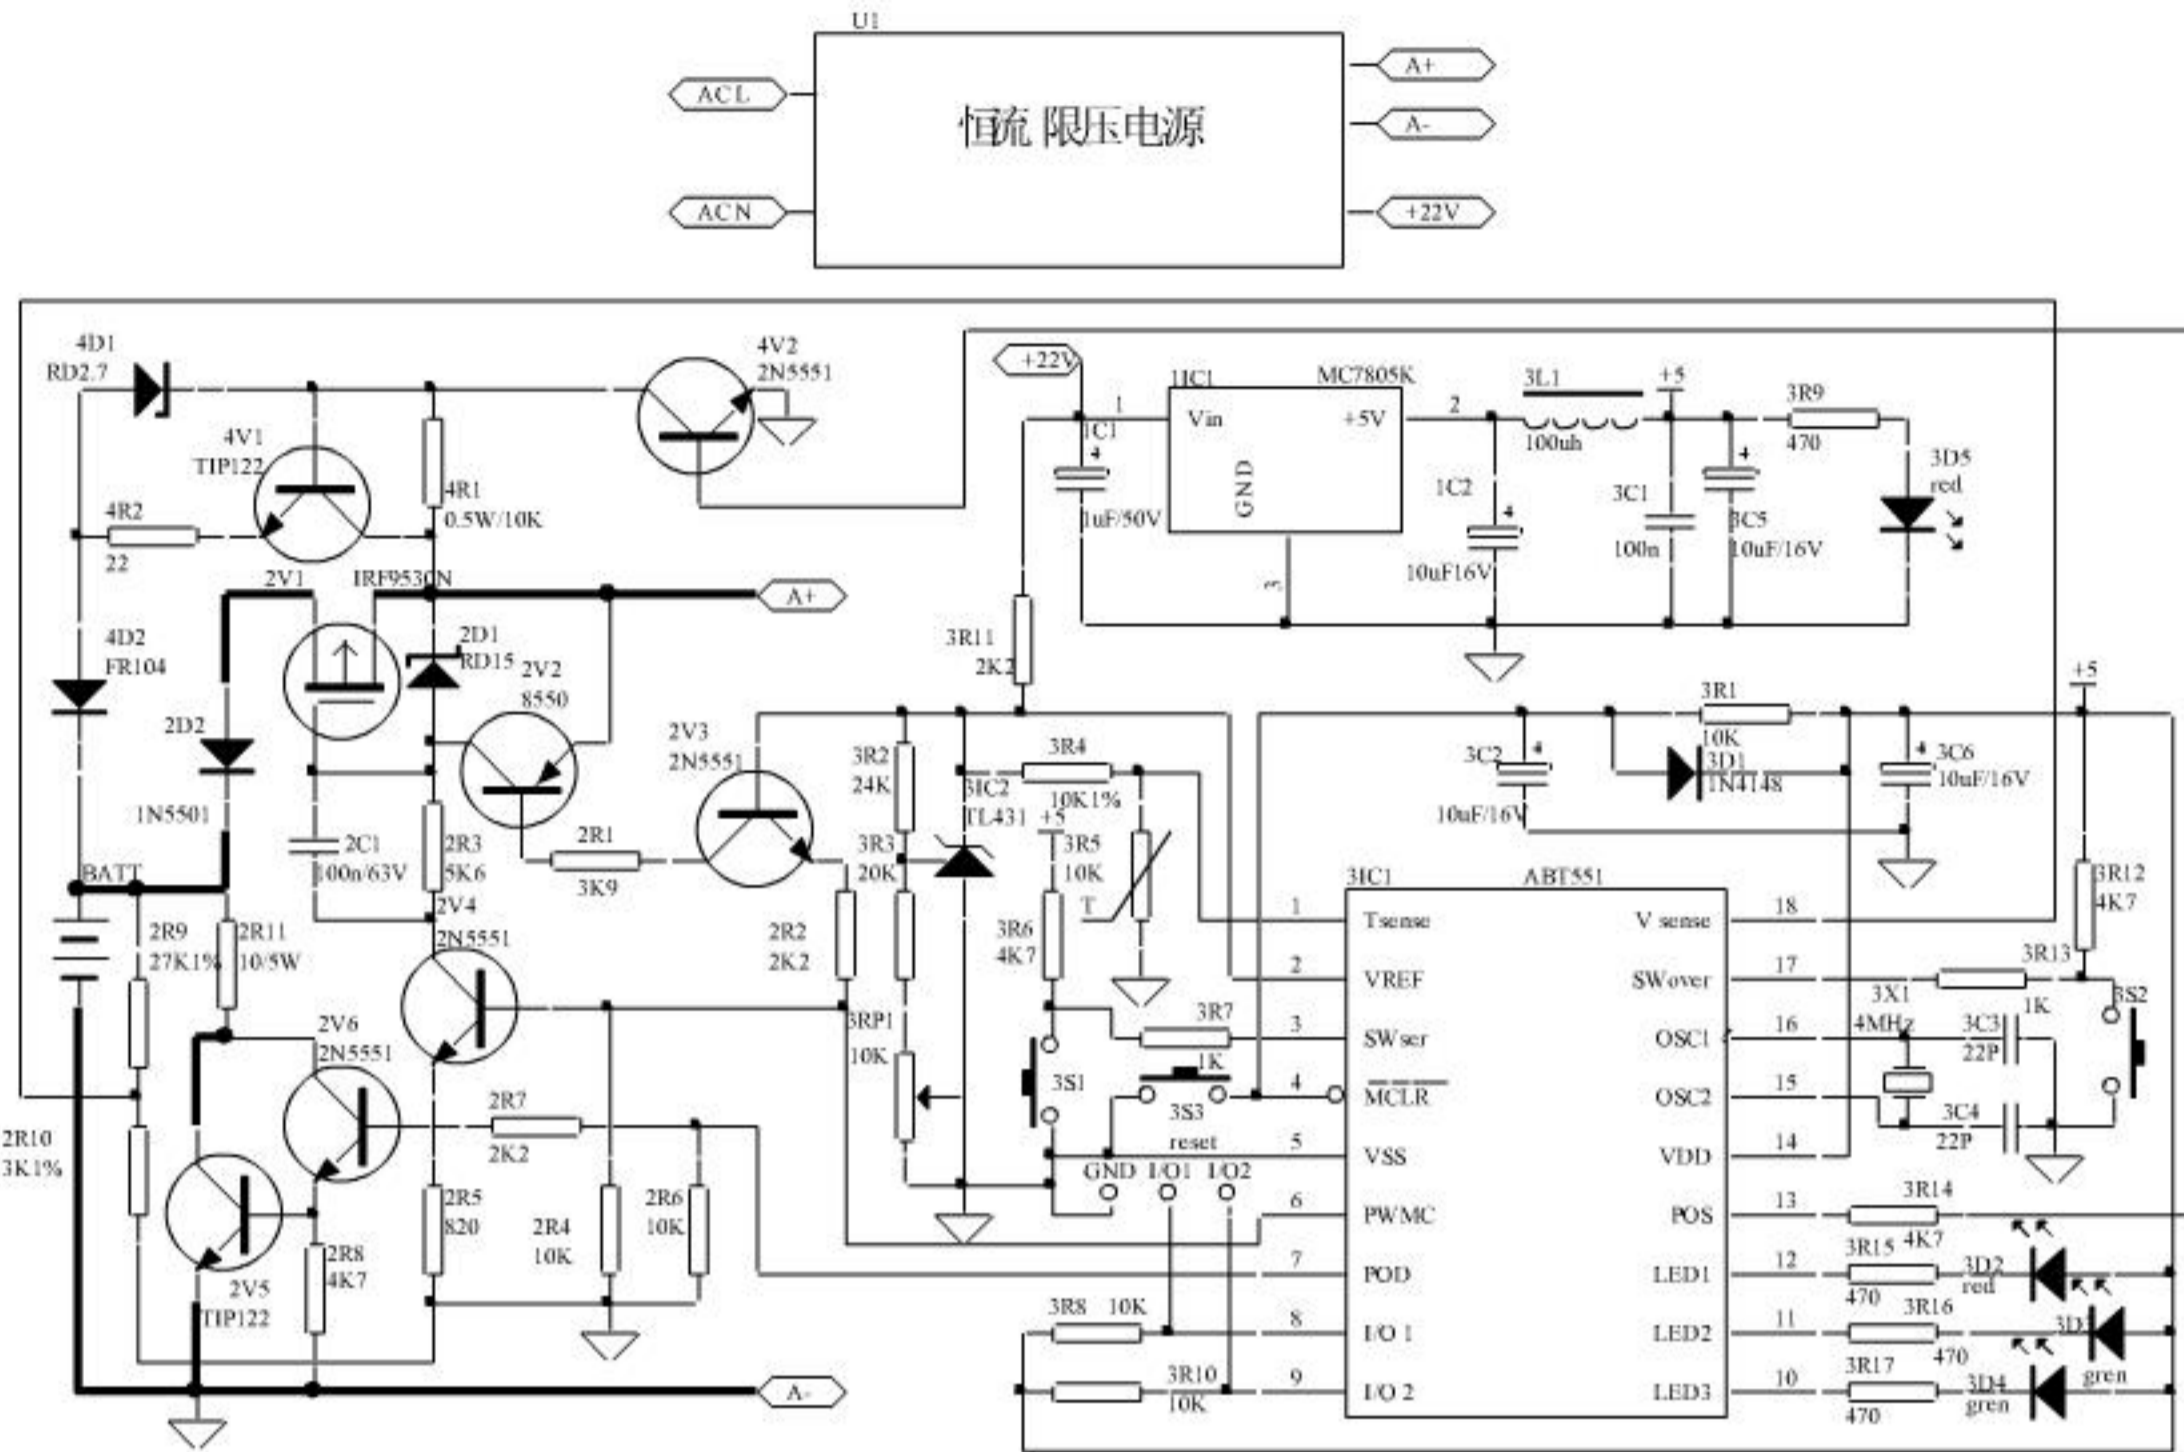 U1
ACL
ACN
恒流 限压电源
A+
A-
+22V
4D1
RD2.7
4V1
TIP122
4R2
22
4R1
0.5W/10K
4V2
2N5551
2V1
IRF9530N
A+
4D2
FR104
2D1
RD15
2V2
8550
2D2
1N5501
2V3
2N5551
2R1
3K9
2C1
100n/63V
2R3
5K6
BATT
2V4
2N5551
2R9
27K1%
2R11
10/5W
2R2
2K2
2V6
2N5551
2R7
2K2
2R10
3K1%
2R5
820
2R4
10K
2R6
10K
2R8
4K7
2V5
TIP122
A-
+22V
1IC1
MC7805K
1
Vin
+5V
2
GND
3
1C1
1uF/50V
1C2
10uF16V
3L1
100uh
+5
3C1
100n
3C5
10uF/16V
3R9
470
3D5
red
3R11
2K2
3R2
24K
3R3
20K
3IC2
TL431
3R4
10K1%
+5
3R5
10K
T
3R6
4K7
3RP1
10K
3S1
3R7
1K
3S3
reset
GND
I/O1
I/O2
3R8
10K
3R10
10K
3R1
10K
3D1
1N4148
3C2
10uF/16V
3C6
10uF/16V
+5
3IC1
ABT551
1
Tsense
V sense
18
2
VREF
SWover
17
3
SWser
OSC1
16
4
MCLR
OSC2
15
5
VSS
VDD
14
6
PWMC
POS
13
7
POD
LED1
12
8
I/O 1
LED2
11
9
I/O 2
LED3
10
3R12
4K7
3R13
1K
3S2
3X1
4MHz
3C3
22P
3C4
22P
3R14
4K7
3R15
470
3D2
red
3R16
470
3D
gren
3R17
470
3D4
gren